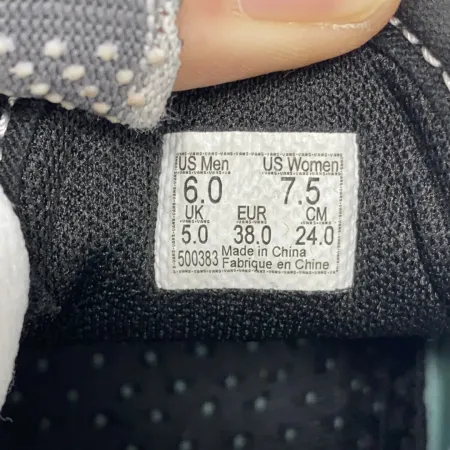 US Men US Women
6.0 7.5
UK EUR CM
5.0 38.0 24.0
500383 Made in China
Fabrique en Chine